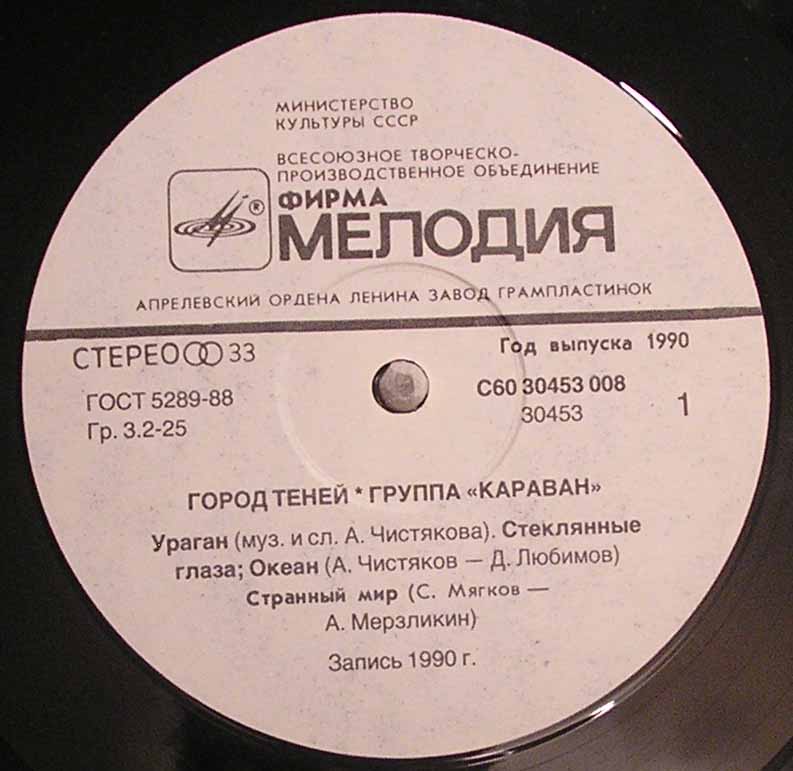 МИНИСТЕРСТВО
КУЛЬТУРЫ СССР
ВСЕСОЮЗНОЕ ТВОРЧЕСКО-
ПРОИЗВОДСТВЕННОЕ ОБЪЕДИНЕНИЕ
®
ФИРМА
МЕЛОДИЯ
АПРЕЛЕВСКИЙ ОРДЕНА ЛЕНИНА ЗАВОД ГРАМПЛАСТИНОК
СТЕРЕО 33
Год выпуска 1990
ГОСТ 5289-88
С60 30453 008
Гр. 3.2-25
30453
1
ГОРОД ТЕНЕЙ * ГРУППА «КАРАВАН»
Ураган (муз. и сл. А. Чистякова). Стеклянные
глаза; Океан (А. Чистяков — Д. Любимов)
Странный мир (С. Мягков —
А. Мерзликин)
Запись 1990 г.